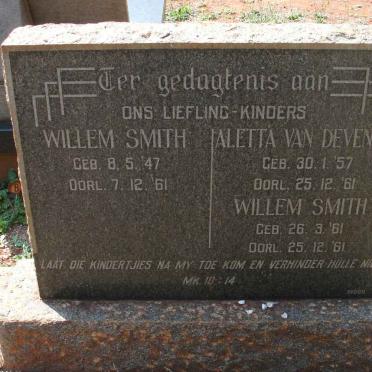 Ter gedagtenis aan
ONS LIEFLING-KINDERS
WILLEM SMITH
GEB. 8. 5. '47
OORL. 7. 12. '61
ALETTA VAN DEVEN
GEB. 30. 1. '57
OORL. 25. 12. '61
WILLEM SMITH
GEB. 26. 3. '61
OORL. 25. 12. '61
LAAT DIE KINDERTJIES NA MY TOE KOM EN VERHINDER HULLE NIE
MK. 10:14